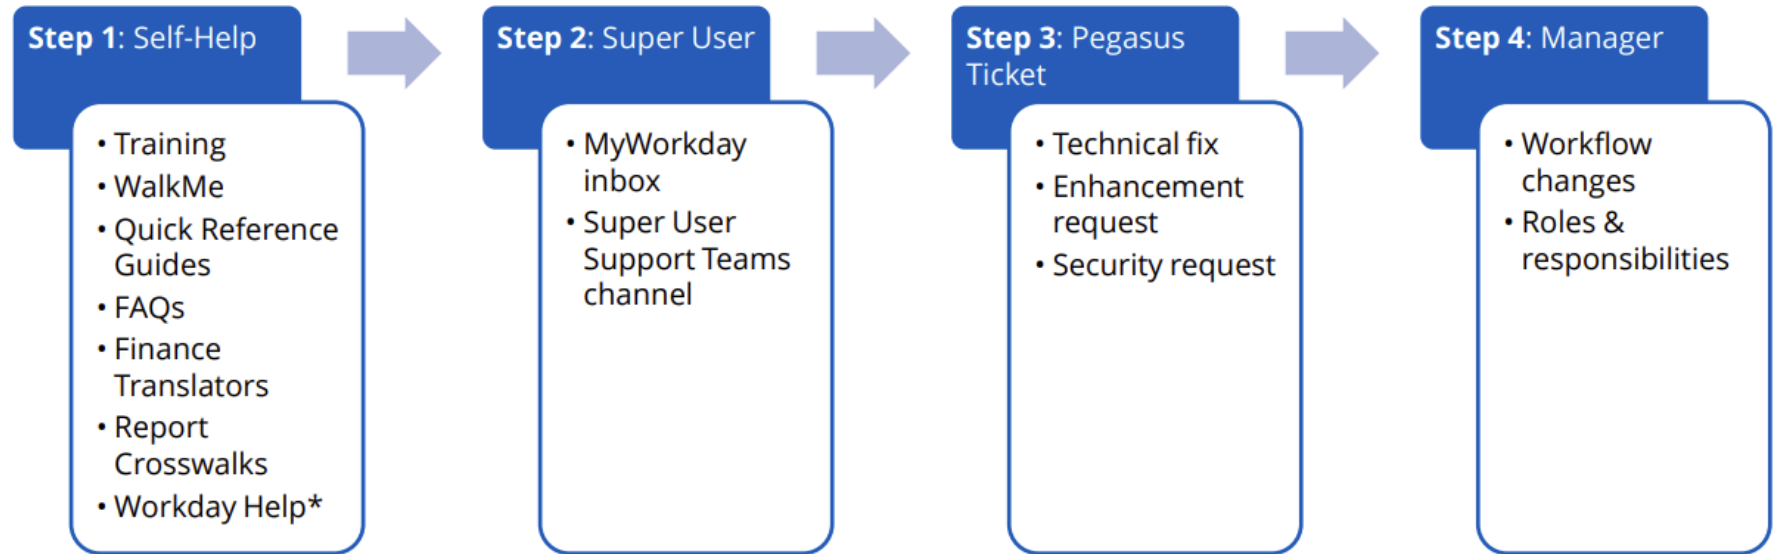 Step 1: Self-Help
• Training
• WalkMe
• Quick Reference
Guides
• FAQs
• Finance
Translators
• Report
Crosswalks
• Workday Help*
Step 2: Super User
• MyWorkday
inbox
• Super User
Support Teams
channel
Step 3: Pegasus
Ticket
• Technical fix
• Enhancement
request
• Security request
Step 4: Manager
• Workflow
changes
• Roles &
responsibilities